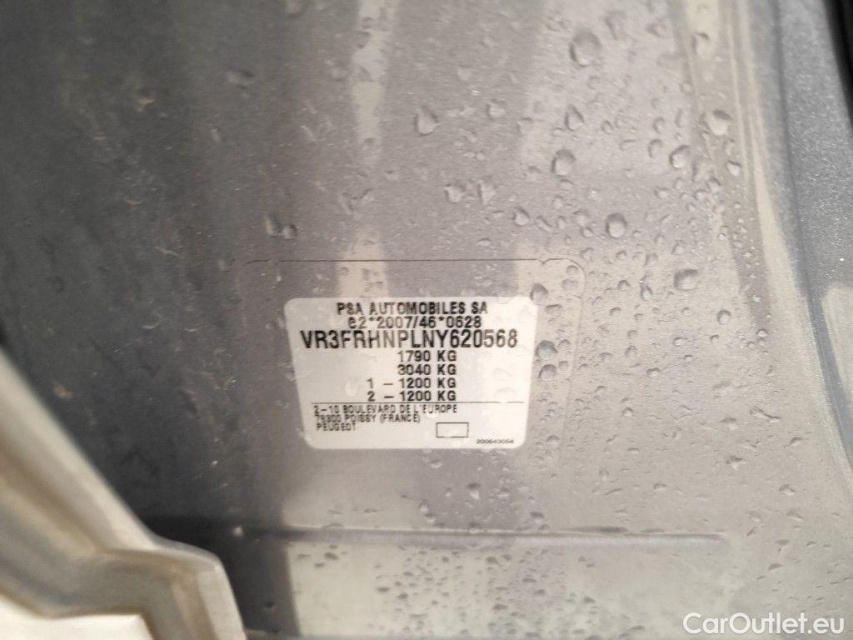 PSA AUTOMOBILES SA
e2*2007/46*0628
VR3FRHNPLNY620568
1790 KG
3040 KG
1 - 1200 KG
2 - 1200 KG
2-10 BOULEVARD DE L'EUROPE
78300 POISSY (FRANCE)
PEUGEOT
200643054
CarOutlet.eu